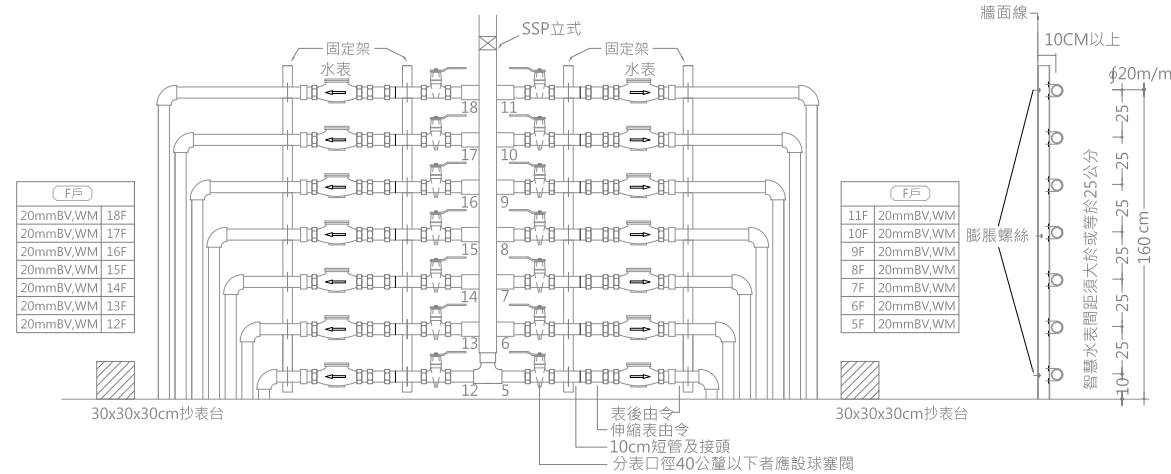 SSP立式
固定架
水表
固定架
水表
牆面線
10CM以上
∮20m/m
18
11
17
10
16
9
15
8
14
7
13
6
12
5
F戶
20mmBV,WM 18F
20mmBV,WM 17F
20mmBV,WM 16F
20mmBV,WM 15F
20mmBV,WM 14F
20mmBV,WM 13F
20mmBV,WM 12F
F戶
11F 20mmBV,WM
10F 20mmBV,WM
9F 20mmBV,WM
8F 20mmBV,WM
7F 20mmBV,WM
6F 20mmBV,WM
5F 20mmBV,WM
膨脹螺絲
智慧水表間距須大於或等於25公分
25
25
25
25
25
25
10
160 cm
30x30x30cm抄表台
30x30x30cm抄表台
表後由令
伸縮表由令
10cm短管及接頭
分表口徑40公釐以下者應設球塞閥